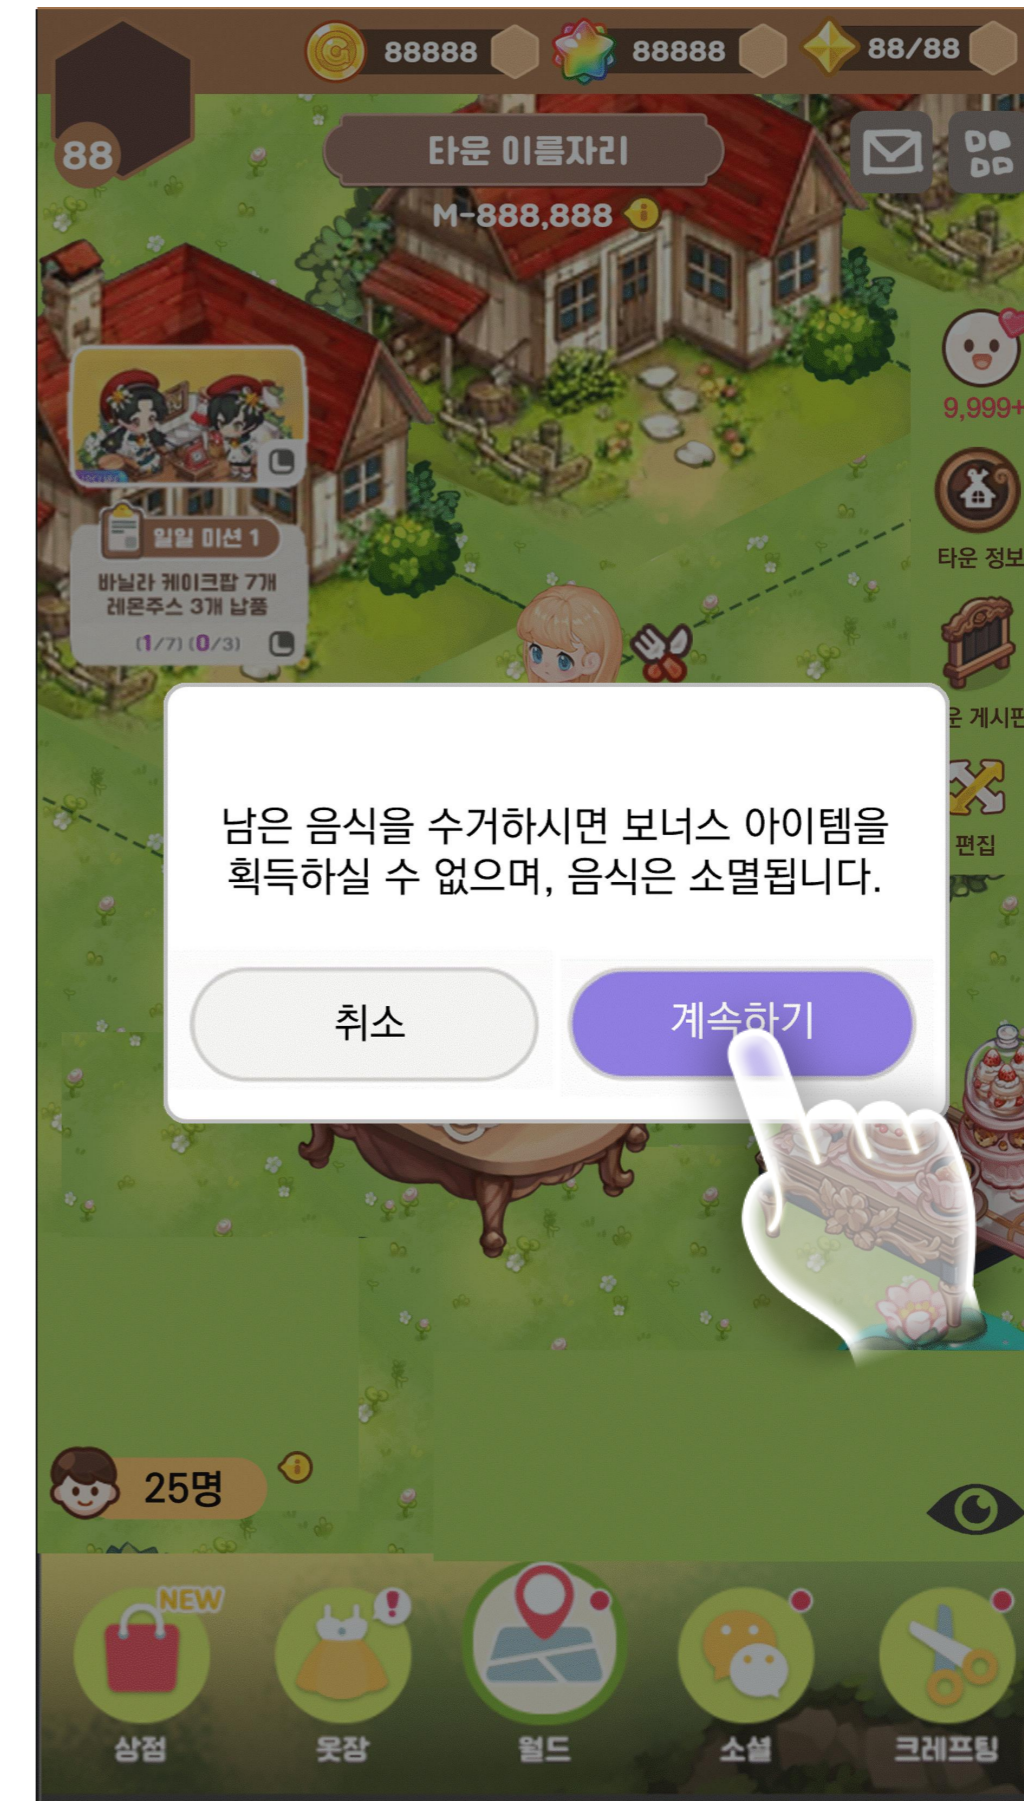 88888
88888
88/88
88
타운 이름자리
M-888,888
9,999+
타운 정보
일일 미션 1
바닐라 케이크팝 7개
레몬주스 3개 납품
(1/7) (0/3)
운 게시판
편집
남은 음식을 수거하시면 보너스 아이템을
획득하실 수 없으며, 음식은 소멸됩니다.
취소
계속하기
25명
NEW
상점
옷장
월드
소셜
크레프팅